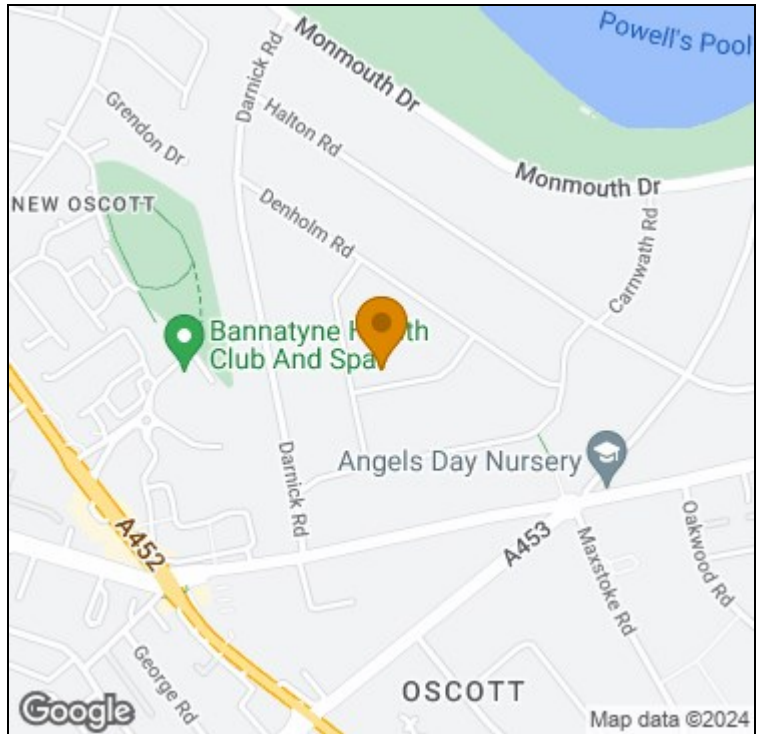 Powell's Pool
Monmouth Dr
Darnick Rd
Halton Rd
Grendon Dr
Monmouth Dr
NEW OSCOTT
Denholm Rd
Carnwath Rd
Bannatyne H th
Club And Spa
Angels Day Nursery
Darnick Rd
A452
A453
Oakwood Rd
Maxstoke Rd
George Rd
OSCOTT
Google
Map data ©2024